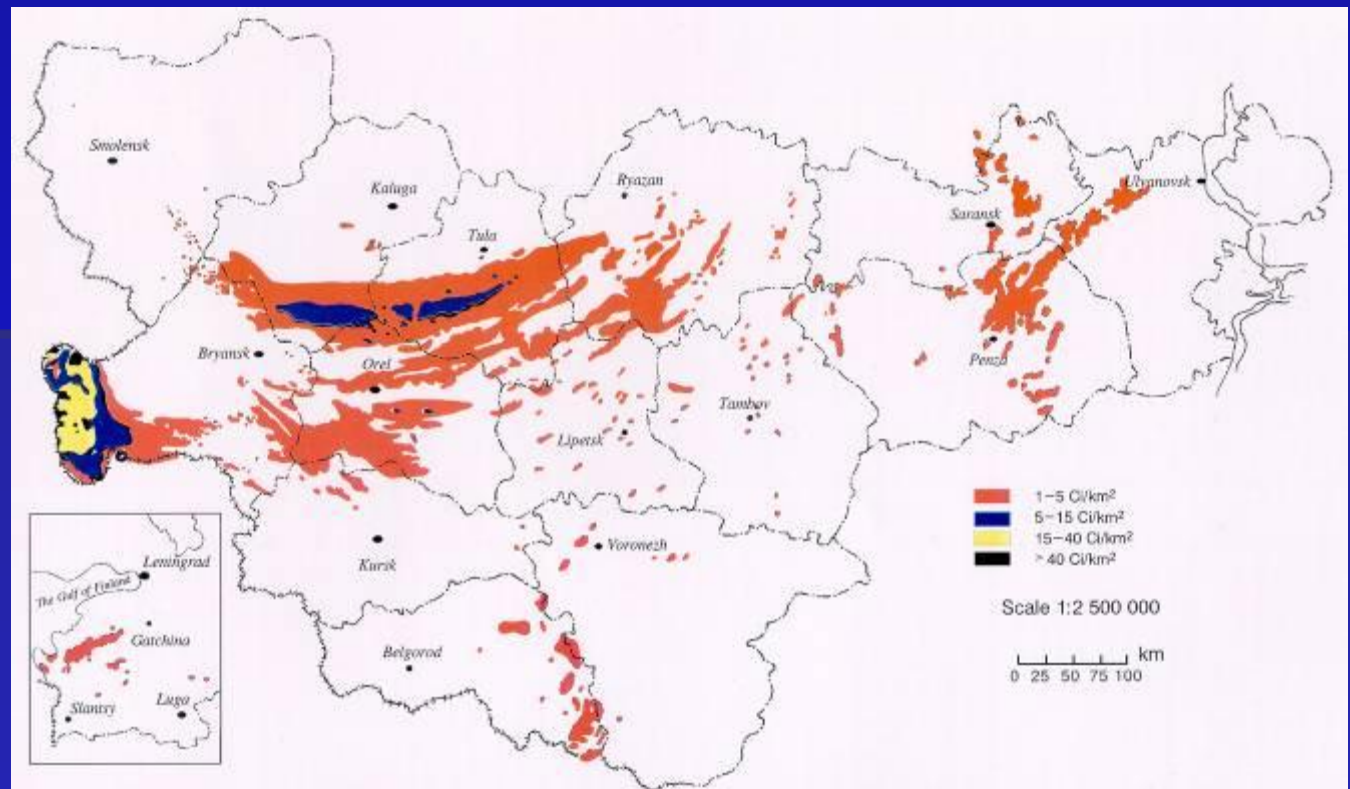 Smolensk
Kaluga
Ryazan
Tula
Saransk
Ulyanovsk
Bryansk
Orel
Penza
Tambov
Lipetsk
Kursk
Voronezh
Belgorod
1–5 Ci/km²
5–15 Ci/km²
15–40 Ci/km²
> 40 Ci/km²
Scale 1:2 500 000
km
0 25 50 75 100
Leningrad
The Gulf of Finland
Gatchina
Slantsy
Luga